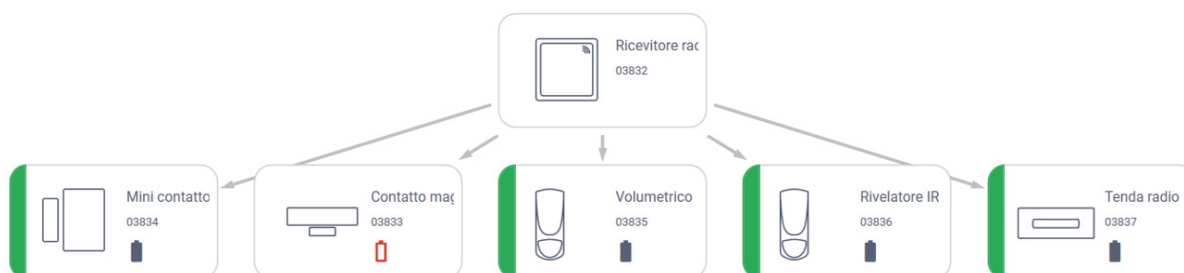 Ricevitore rac
03832
Mini contatto
03834
Contatto mag
03833
Volumetrico
03835
Rivelatore IR
03836
Tenda radio
03837